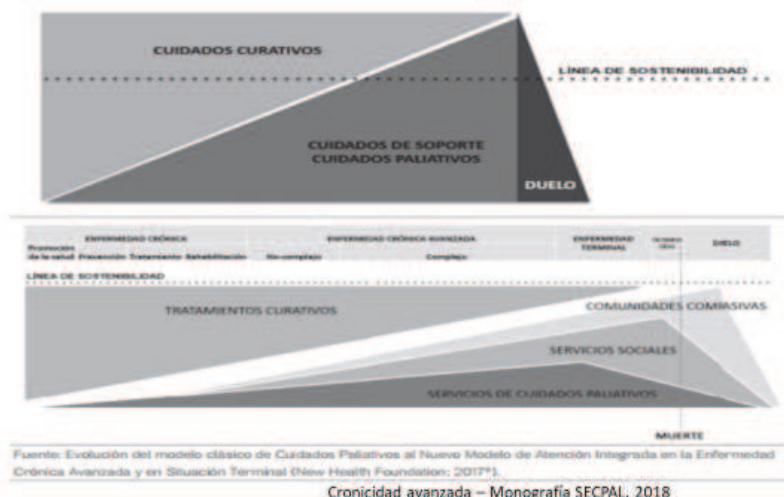 CUIDADOS CURATIVOS
LÍNEA DE SOSTENIBILIDAD
CUIDADOS DE SOPORTE
CUIDADOS PALIATIVOS
DUELO
ENFERMEDAD CRÓNICA
ENFERMEDAD CRÓNICA AVANZADA
ENFERMEDAD
TERMINAL
DUELO
Promoción
de la salud Prevención Tratamiento Rehabilitación
No-complejo
Complejo
LÍNEA DE SOSTENIBILIDAD
TRATAMIENTOS CURATIVOS
COMUNIDADES COMPASIVAS
SERVICIOS SOCIALES
SERVICIOS DE CUIDADOS PALIATIVOS
MUERTE
Fuente: Evolución del modelo clásico de Cuidados Paliativos al Nuevo Modelo de Atención Integrada en la Enfermedad
Crónica Avanzada y en Situación Terminal (New Health Foundation; 2017*).
Cronicidad avanzada – Monografía SECPAL, 2018